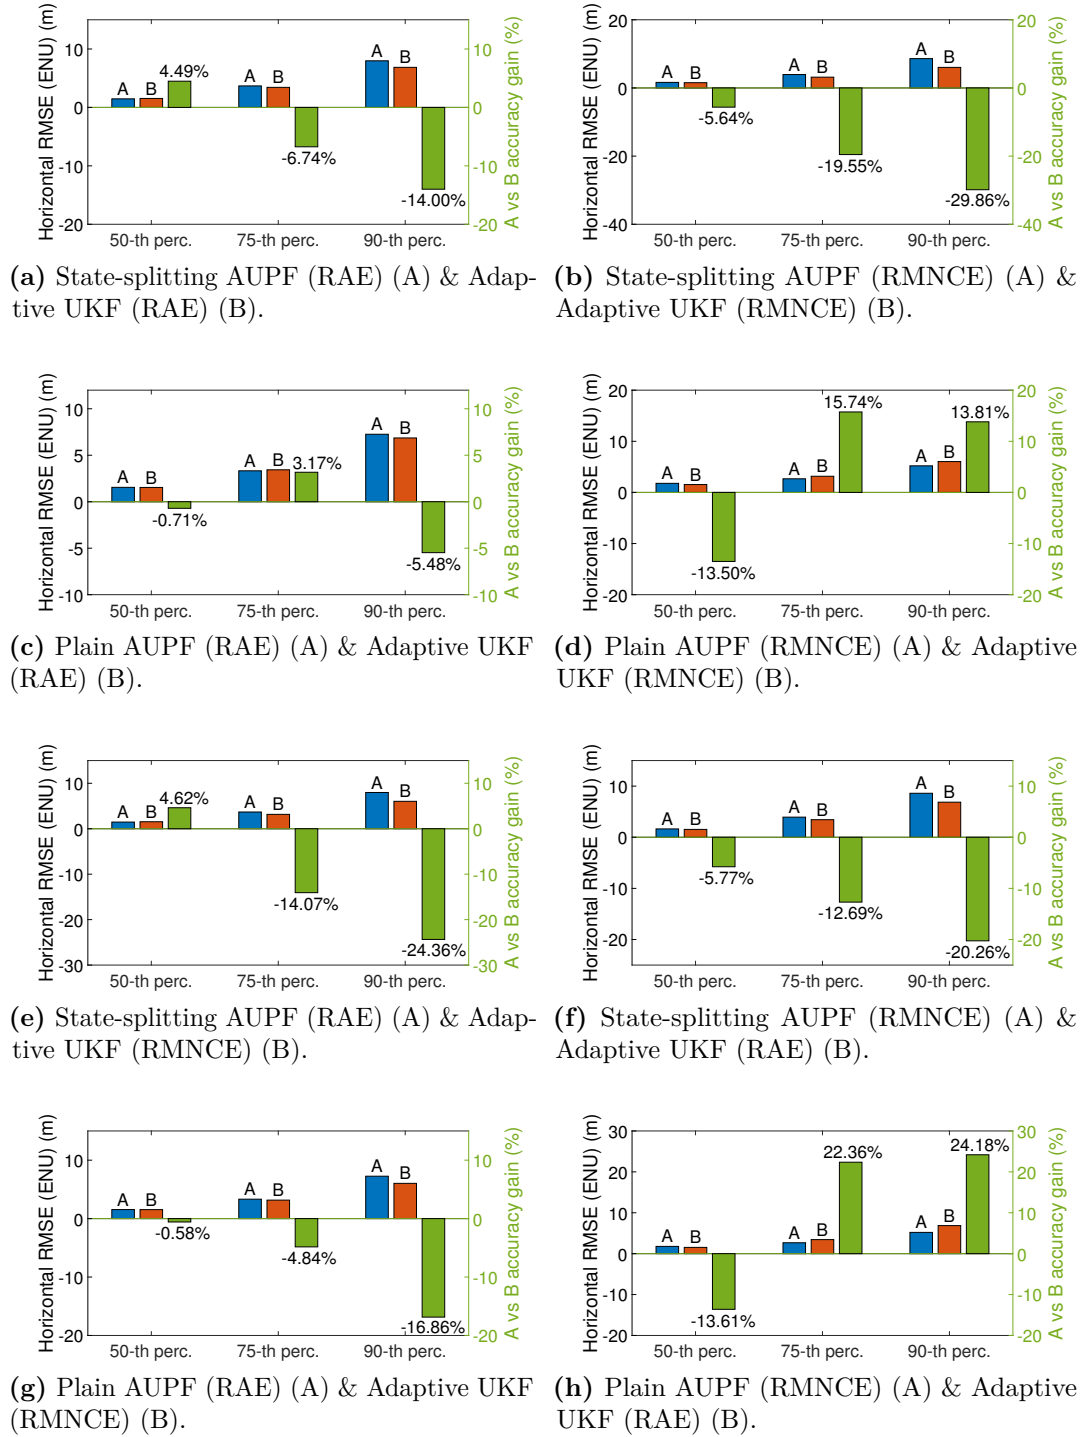 Horizontal RMSE (ENU) (m)
10
0
-10
-20
A B 4.49%
A B -6.74%
A B -14.00%
10
0
-10
-20
A vs B accuracy gain (%)
50-th perc. 75-th perc. 90-th perc.
(a) State-splitting AUPF (RAE) (A) & Adap-
tive UKF (RAE) (B).
Horizontal RMSE (ENU) (m)
20
0
-20
-40
A B -5.64%
A B -19.55%
A B -29.86%
20
10
0
-10
-20
-30
-40
A vs B accuracy gain (%)
50-th perc. 75-th perc. 90-th perc.
(b) State-splitting AUPF (RMNCE) (A) &
Adaptive UKF (RMNCE) (B).
Horizontal RMSE (ENU) (m)
10
5
0
-5
-10
A B -0.71%
A B 3.17%
A B -5.48%
10
5
0
-5
-10
A vs B accuracy gain (%)
50-th perc. 75-th perc. 90-th perc.
(c) Plain AUPF (RAE) (A) & Adaptive UKF
(RAE) (B).
Horizontal RMSE (ENU) (m)
20
10
0
-10
-20
A B -13.50%
A B 15.74%
A B 13.81%
20
10
0
-10
-20
A vs B accuracy gain (%)
50-th perc. 75-th perc. 90-th perc.
(d) Plain AUPF (RMNCE) (A) & Adaptive
UKF (RMNCE) (B).
Horizontal RMSE (ENU) (m)
10
0
-10
-20
-30
A B 4.62%
A B -14.07%
A B -24.36%
10
0
-10
-20
-30
A vs B accuracy gain (%)
50-th perc. 75-th perc. 90-th perc.
(e) State-splitting AUPF (RAE) (A) & Adap-
tive UKF (RMNCE) (B).
Horizontal RMSE (ENU) (m)
10
0
-10
-20
A B -5.77%
A B -12.69%
A B -20.26%
10
0
-10
-20
A vs B accuracy gain (%)
50-th perc. 75-th perc. 90-th perc.
(f) State-splitting AUPF (RMNCE) (A) &
Adaptive UKF (RAE) (B).
Horizontal RMSE (ENU) (m)
10
0
-10
-20
A B -0.58%
A B -4.84%
A B -16.86%
10
0
-10
-20
A vs B accuracy gain (%)
50-th perc. 75-th perc. 90-th perc.
(g) Plain AUPF (RAE) (A) & Adaptive UKF
(RMNCE) (B).
Horizontal RMSE (ENU) (m)
30
20
10
0
-10
-20
A B -13.61%
A B 22.36%
A B 24.18%
30
20
10
0
-10
-20
A vs B accuracy gain (%)
50-th perc. 75-th perc. 90-th perc.
(h) Plain AUPF (RMNCE) (A) & Adaptive
UKF (RAE) (B).